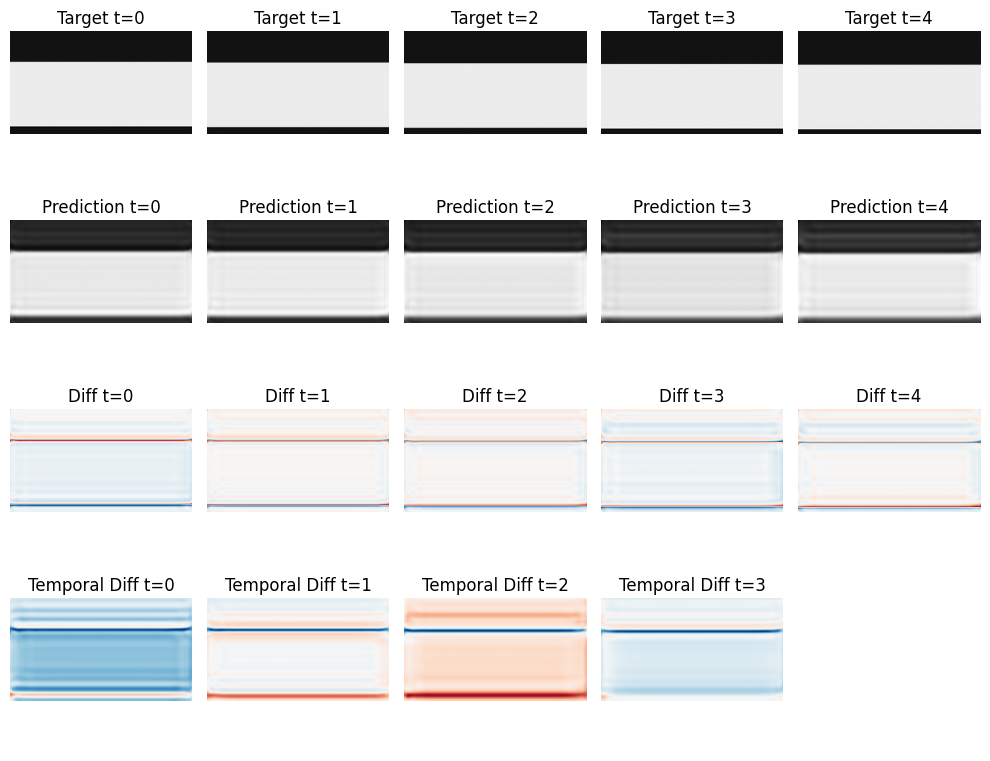 Target t=0 Target t=1 Target t=2 Target t=3 Target t=4
Prediction t=0 Prediction t=1 Prediction t=2 Prediction t=3 Prediction t=4
Diff t=0 Diff t=1 Diff t=2 Diff t=3 Diff t=4
Temporal Diff t=0 Temporal Diff t=1 Temporal Diff t=2 Temporal Diff t=3